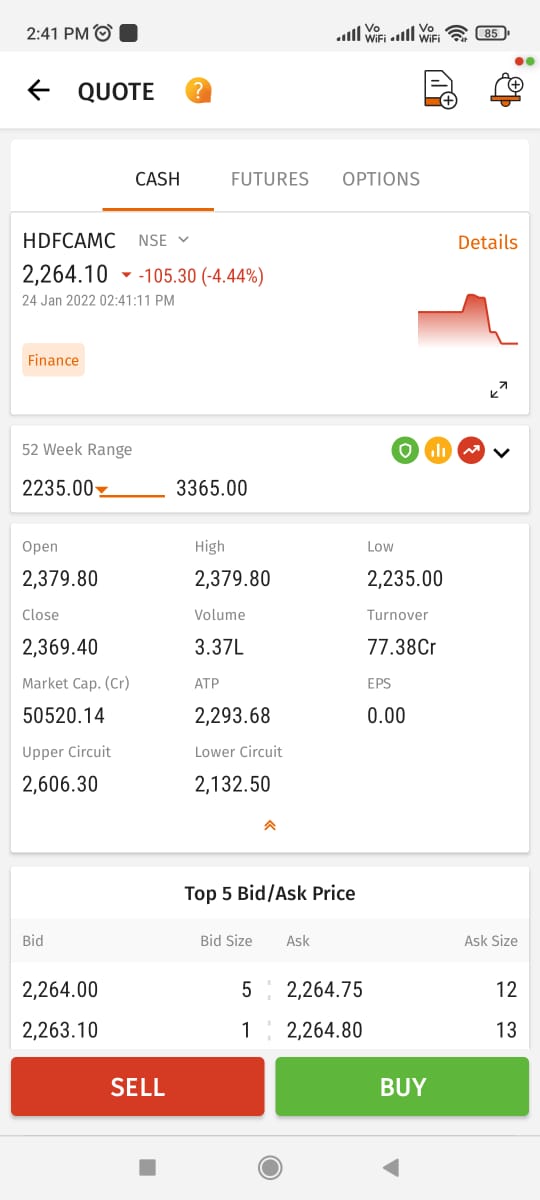 2:41 PM
Vo WiFi Vo WiFi 85
QUOTE ?
CASH FUTURES OPTIONS
HDFCAMC NSE Details
2,264.10 -105.30 (-4.44%)
24 Jan 2022 02:41:11 PM
Finance
52 Week Range
2235.00 3365.00
Open High Low
2,379.80 2,379.80 2,235.00
Close Volume Turnover
2,369.40 3.37L 77.38Cr
Market Cap. (Cr) ATP EPS
50520.14 2,293.68 0.00
Upper Circuit Lower Circuit
2,606.30 2,132.50
Top 5 Bid/Ask Price
Bid Bid Size Ask Ask Size
2,264.00 5 2,264.75 12
2,263.10 1 2,264.80 13
SELL BUY